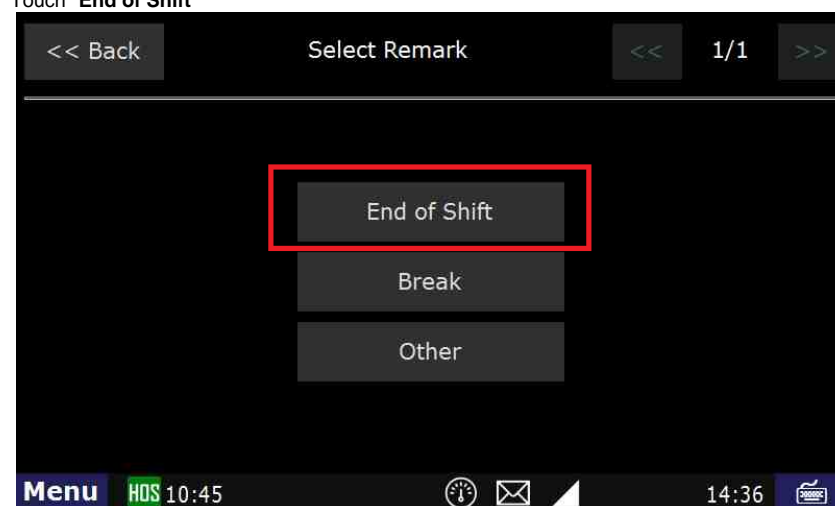 Touch "End of Shift"
<< Back Select Remark << 1/1 >>
End of Shift
Break
Other
Menu HOS 10:45 14:36